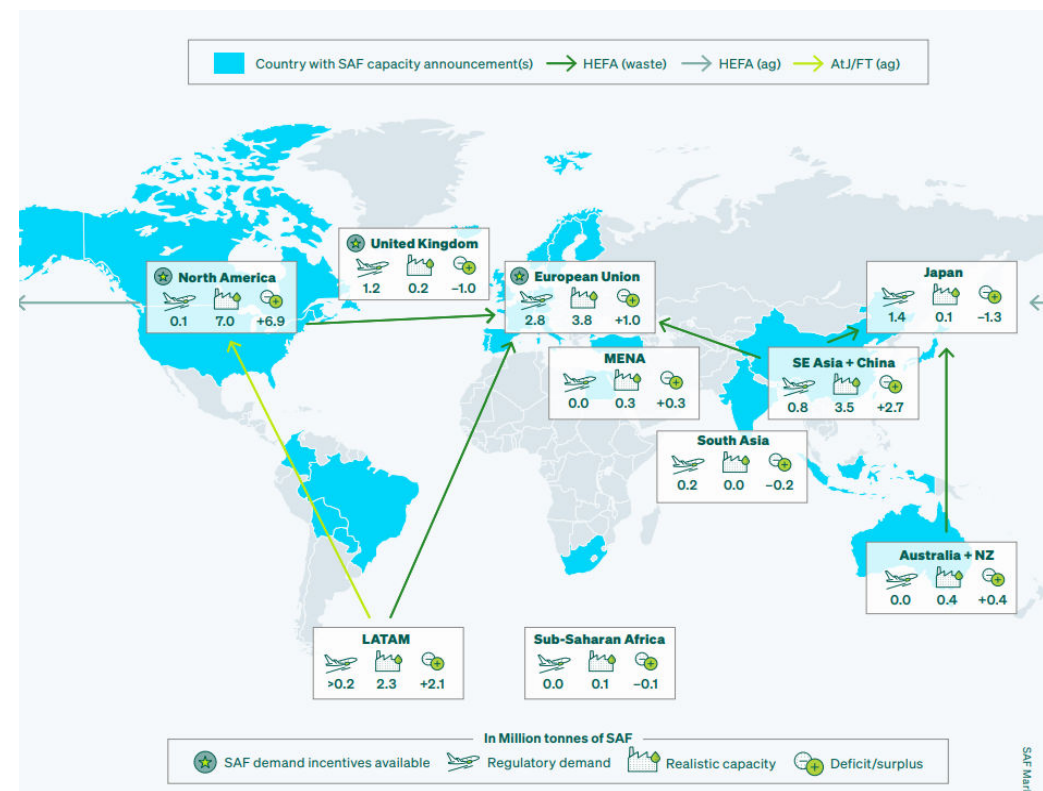 Country with SAF capacity announcement(s) HEFA (waste) HEFA (ag) AtJ/FT (ag)
United Kingdom
1.2 0.2 –1.0
North America
0.1 7.0 +6.9
European Union
2.8 3.8 +1.0
Japan
1.4 0.1 –1.3
MENA
0.0 0.3 +0.3
SE Asia + China
0.8 3.5 +2.7
South Asia
0.2 0.0 –0.2
Australia + NZ
0.0 0.4 +0.4
LATAM
>0.2 2.3 +2.1
Sub-Saharan Africa
0.0 0.1 –0.1
In Million tonnes of SAF
SAF demand incentives available Regulatory demand Realistic capacity Deficit/surplus
SAF Mar